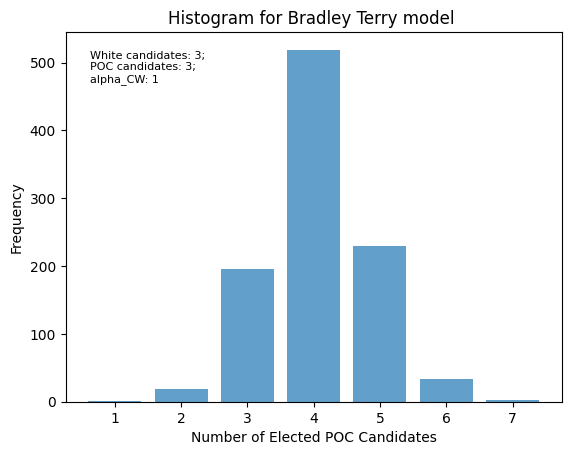 Histogram for Bradley Terry model
White candidates: 3;
POC candidates: 3;
alpha_CW: 1
500
400
300
200
100
0
Frequency
1 2 3 4 5 6 7
Number of Elected POC Candidates